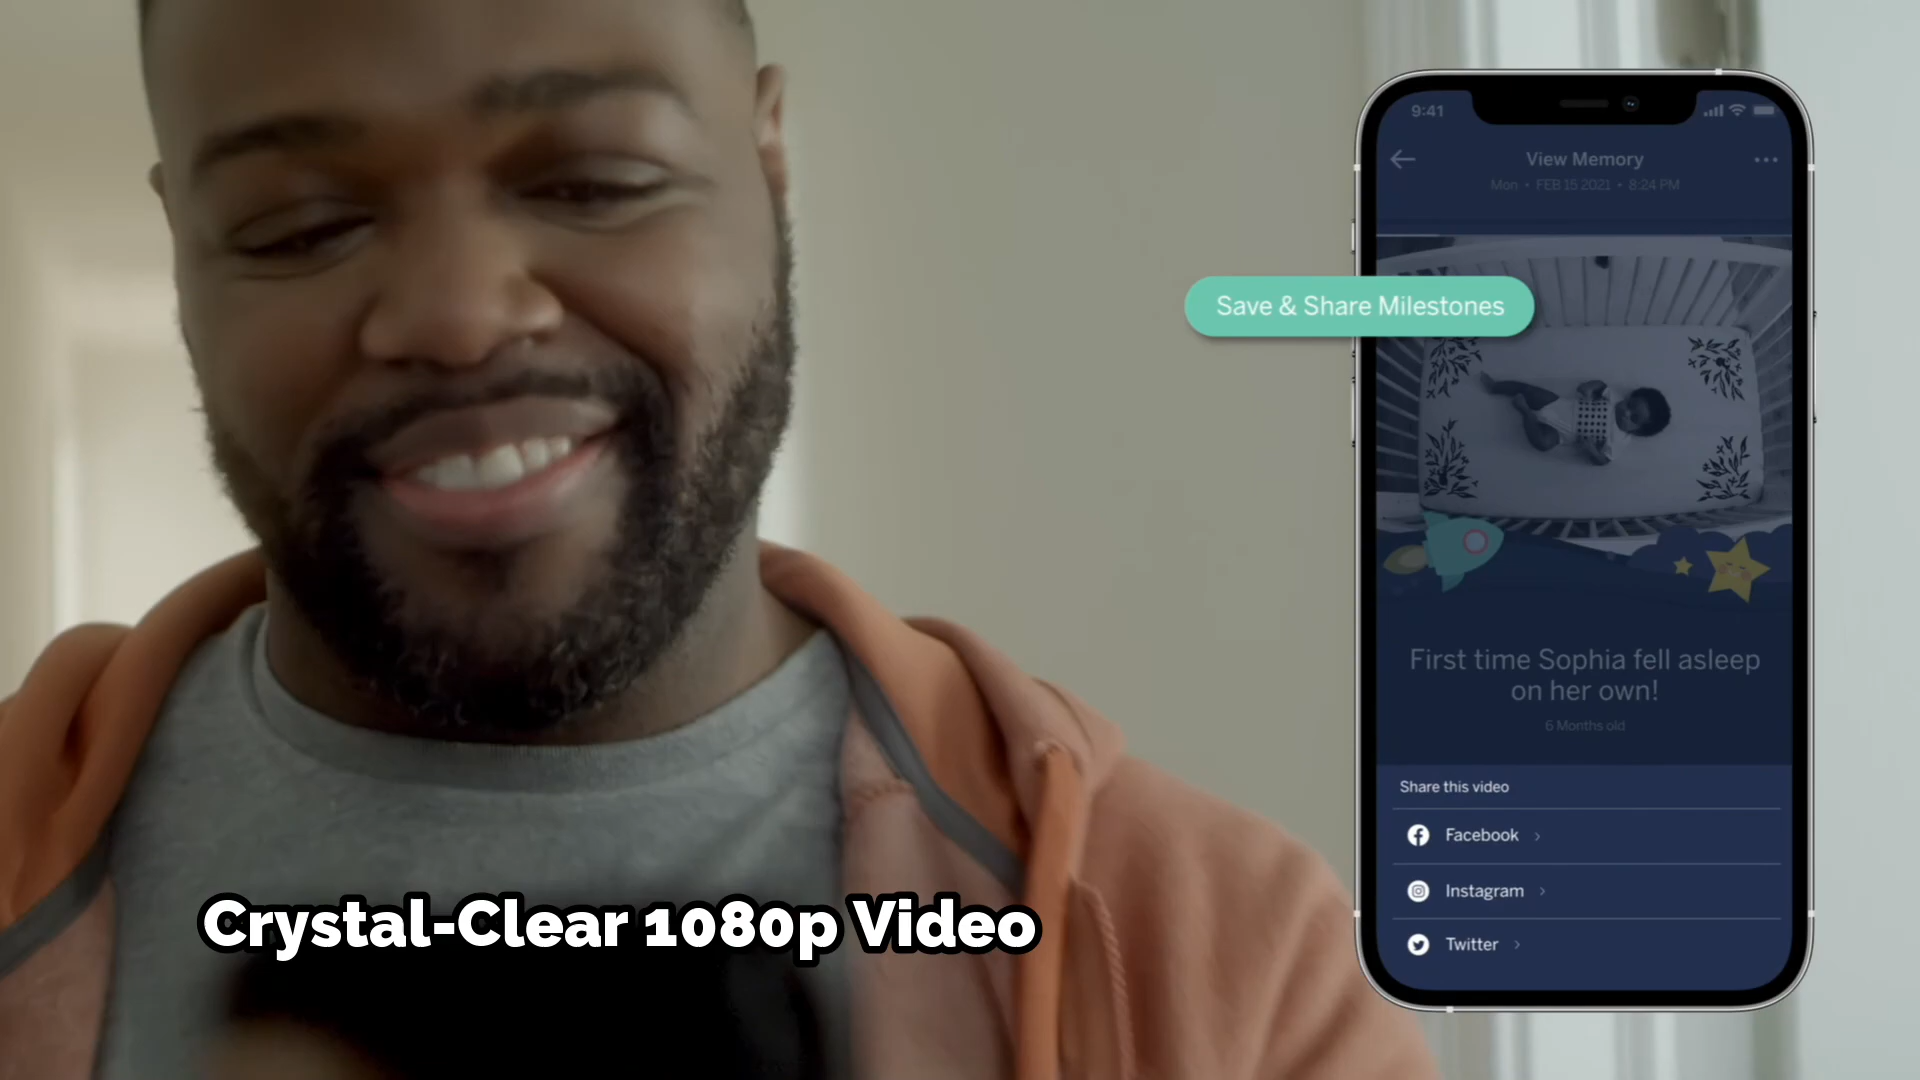 9:41
View Memory
Mon • FEB 15 2021 • 8:24 PM
Save & Share Milestones
First time Sophia fell asleep
on her own!
6 Months old
Share this video
Facebook
Instagram
Twitter
Crystal-Clear 1080p Video